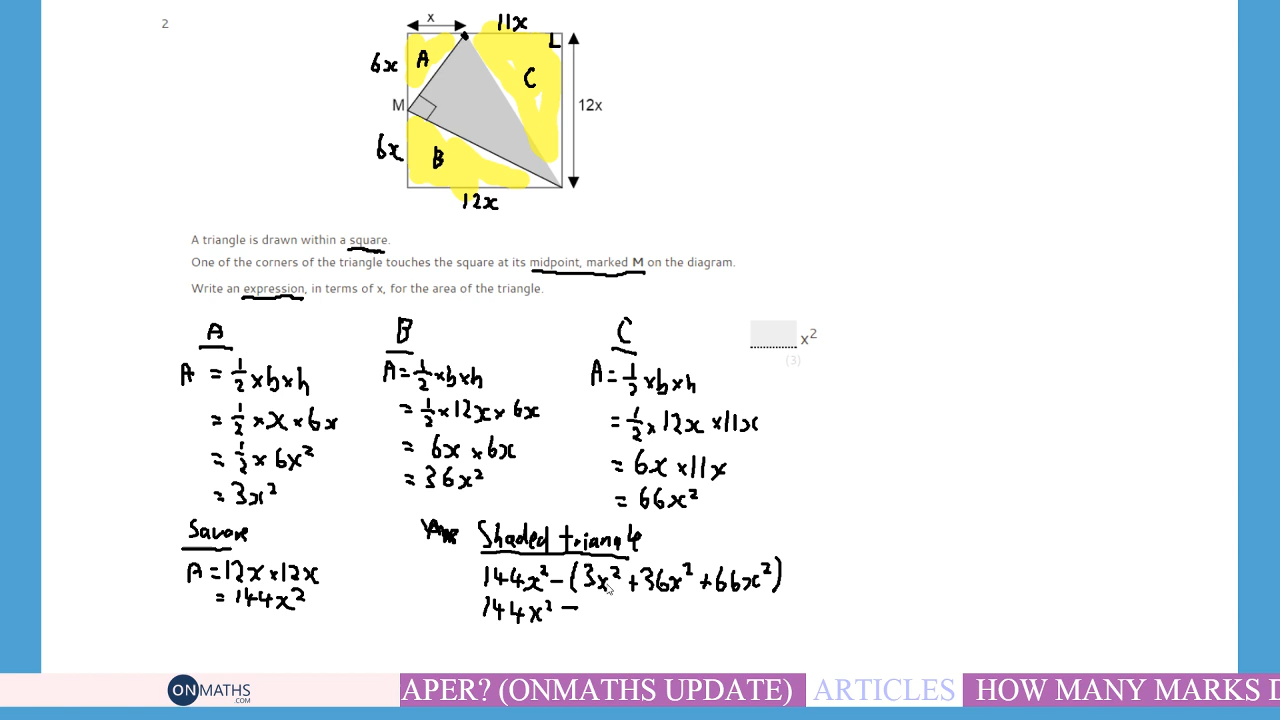 2
x
11x
6x
A
C
M
12x
6x
B
12x
A triangle is drawn within a square.
One of the corners of the triangle touches the square at its midpoint, marked M on the diagram.
Write an expression, in terms of x, for the area of the triangle.
x²
(3)
A
A = ½ × b × h
= ½ × x × 6x
= ½ × 6x²
= 3x²
B
A = ½ × b × h
= ½ × 12x × 6x
= 6x × 6x
= 36x²
C
A = ½ × b × h
= ½ × 12x × 11x
= 6x × 11x
= 66x²
Square
A = 12x × 12x
= 144x²
Shaded triangle
144x² - (3x² + 36x² + 66x²)
144x² -
ONMATHS
.COM
APER? (ONMATHS UPDATE) ARTICLES HOW MANY MARKS D